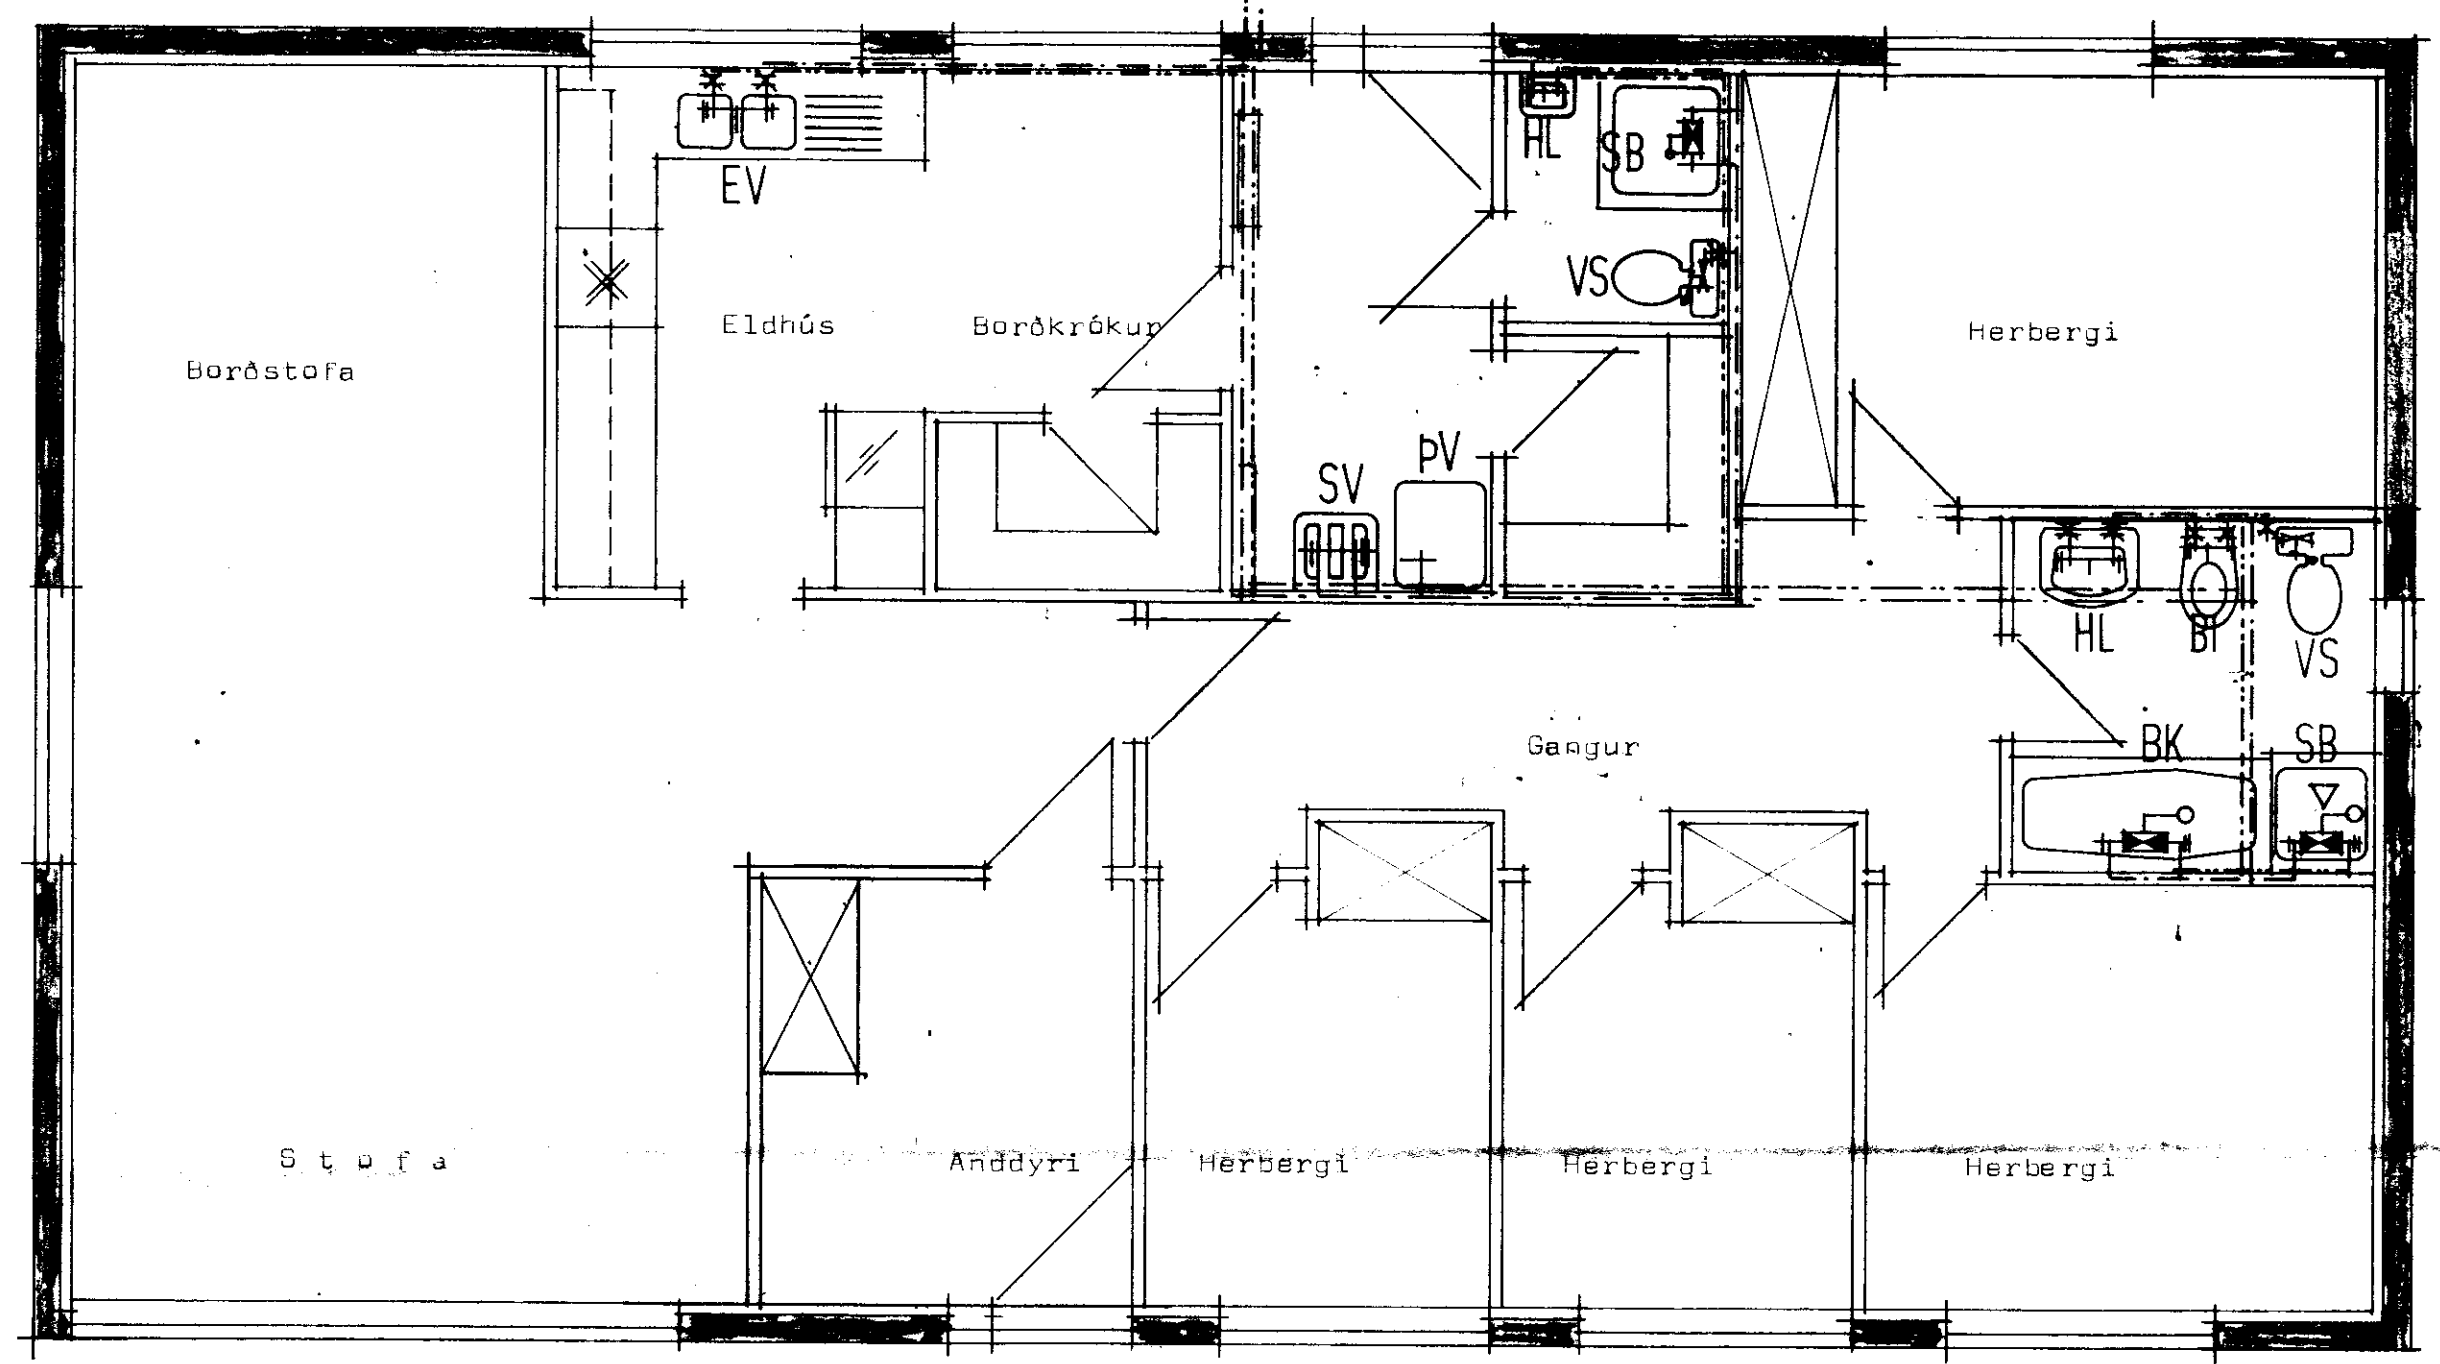 HL
SB
EV
VS
Eldhús
Borðkrókur
Herbergi
Borðstofa
ÞV
SV
HL
BI
VS
Gangur
BK
SB
Stofa
Anddyri
Herbergi
Herbergi
Herbergi